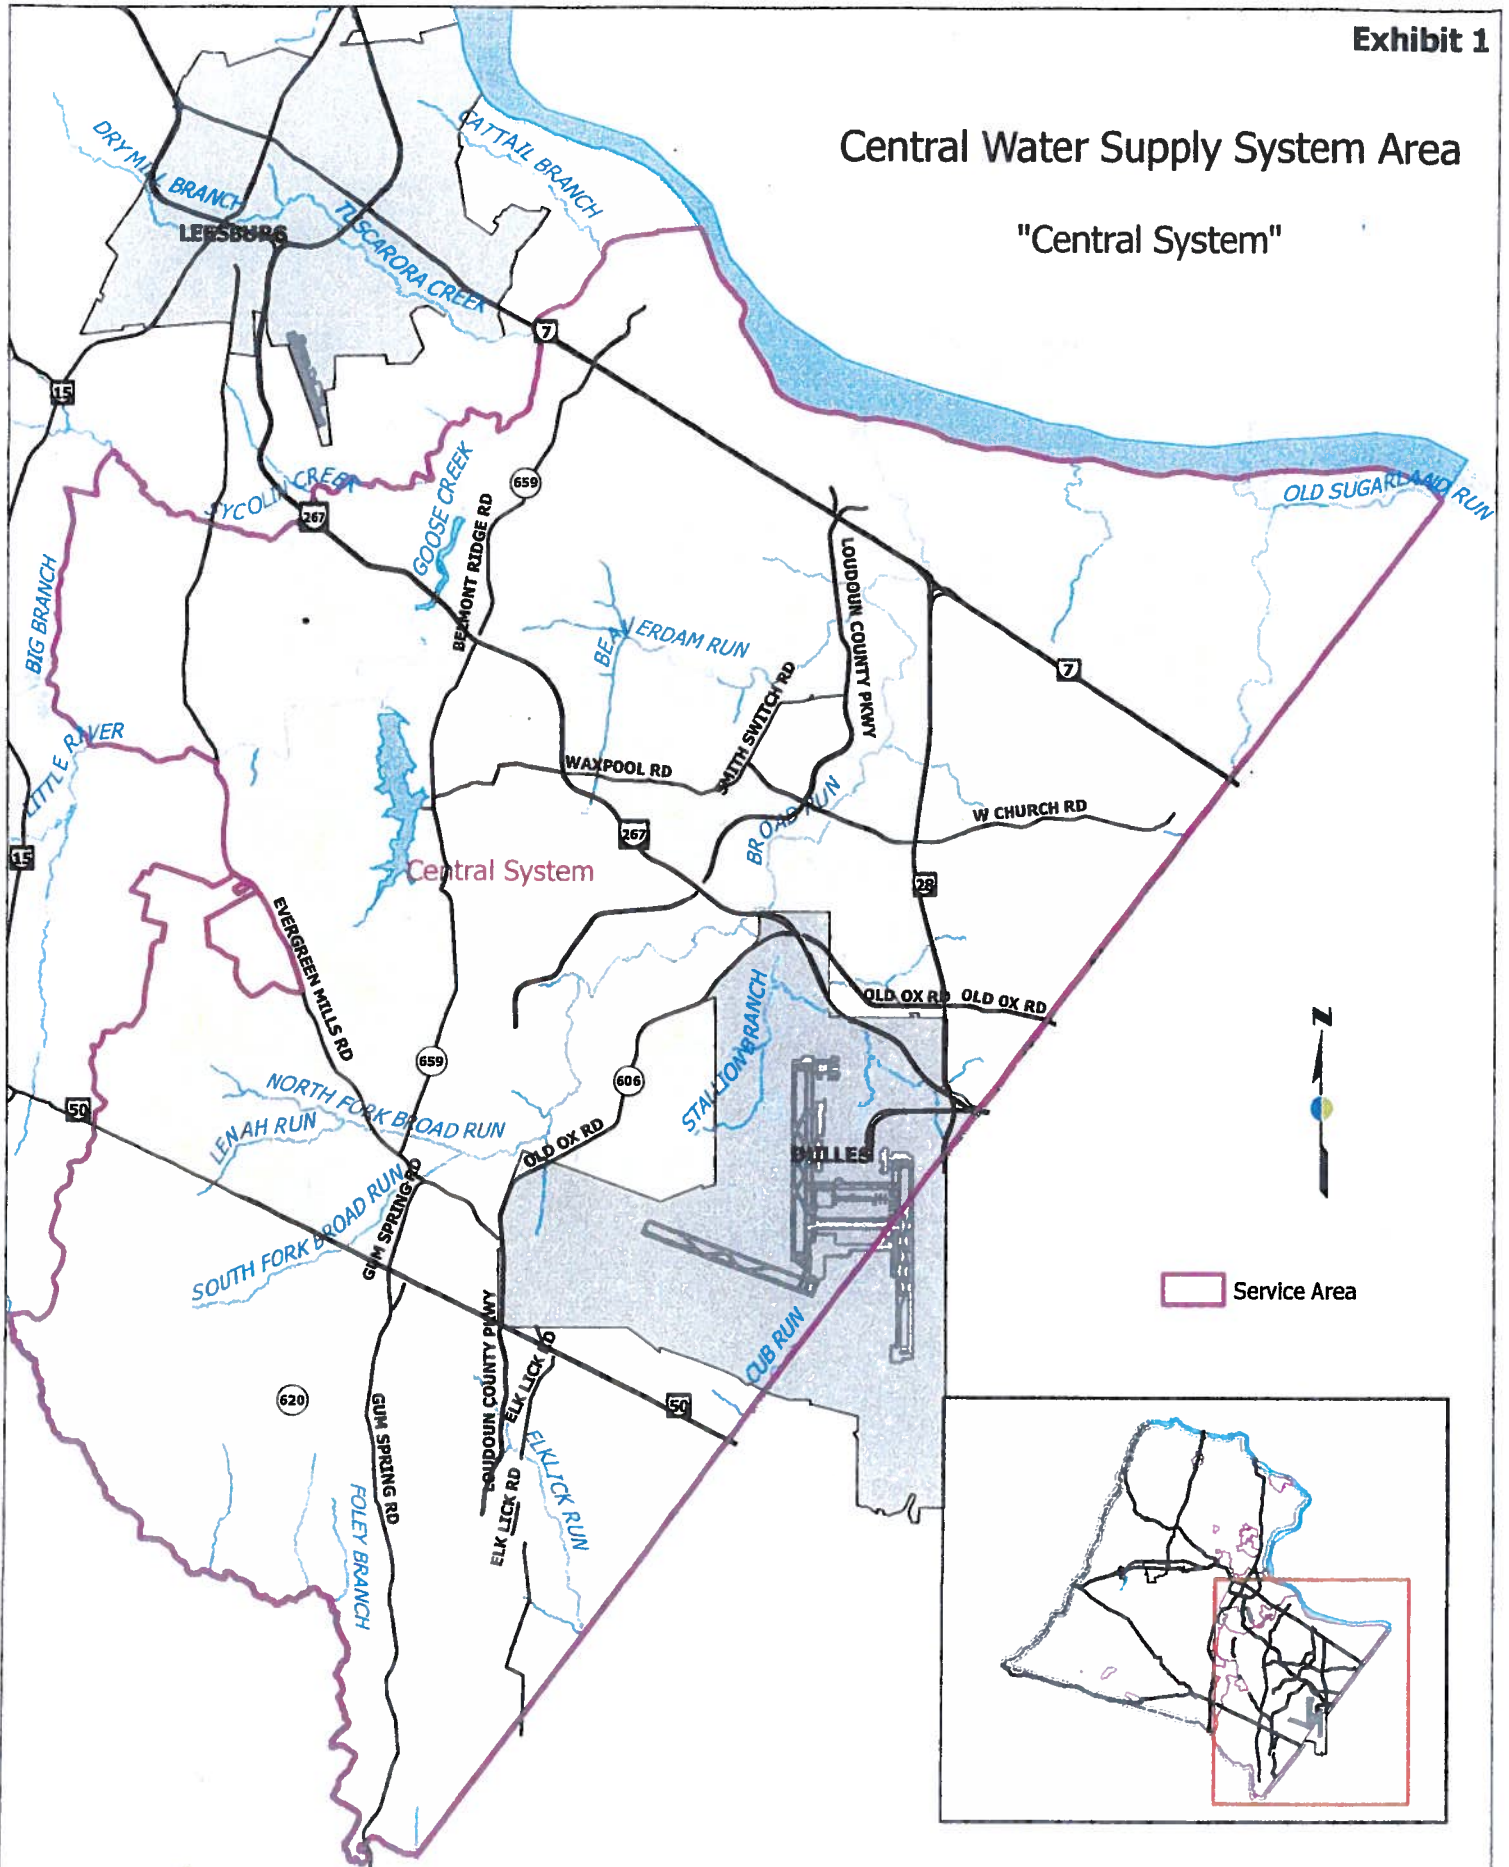 Exhibit 1
Central Water Supply System Area
"Central System"
CATTAIL BRANCH
DRY MILL BRANCH
LEESBURG
TUSCARORA CREEK
7
15
SYCOLIN CREEK
267
GOOSE CREEK
659
BELMONT RIDGE RD
OLD SUGARLAND RUN
LOUDOUN COUNTY PKWY
BIG BRANCH
BEAVERDAM RUN
7
SMITH SWITCH RD
LITTLE RIVER
WAXPOOL RD
W CHURCH RD
BROAD RUN
267
15
Central System
28
EVERGREEN MILLS RD
OLD OX RD
OLD OX RD
STALLION BRANCH
N
659
606
50
NORTH FORK BROAD RUN
LENAH RUN
OLD OX RD
DULLES
SOUTH FORK BROAD RUN
GUM SPRING RD
Service Area
CUB RUN
LOUDOUN COUNTY PKWY
ELK LICK RD
620
50
GUM SPRING RD
ELKLICK RUN
ELK LICK RD
FOLEY BRANCH